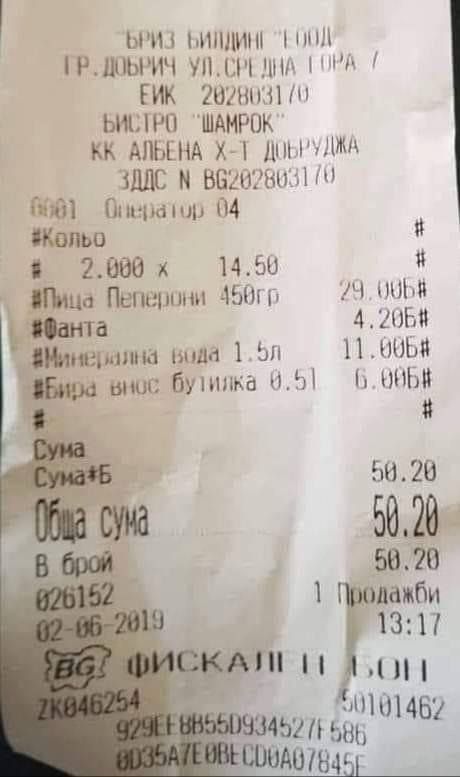 "БРИЗ БИЛДИНГ" ЕООД
ГР.ДОБРИЧ УЛ.СРЕДНА ГОРА 7
ЕИК 202803170
БИСТРО "ШАМРОК"
КК АЛБЕНА Х-Т ДОБРУДЖА
ЗДДС N BG202803170
0001 Оператор 04
#Кольо #
# 2.000 x 14.50 #
#Пица Пеперони 450гр 29.00Б#
#Фанта 4.20Б#
#Минерална вода 1.5л 11.00Б#
#Бира внос бутилка 0.5l 6.00Б#
# #
Сума
Сума*Б 50.20
Обща сума 50.20
В брой 50.20
026152 1 Продажби
02-06-2019 13:17
BG ФИСКАЛЕН БОН
ZK046254 50101462
929EF8B55D934527F586
0D35A7E0BECD0A07845F